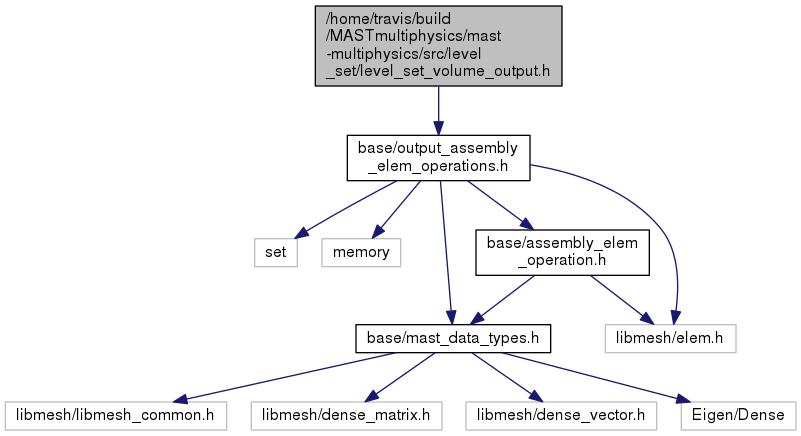 /home/travis/build
/MASTmultiphysics/mast
-multiphysics/src/level
_set/level_set_volume_output.h
base/output_assembly
_elem_operations.h
set
memory
base/assembly_elem
_operation.h
base/mast_data_types.h
libmesh/elem.h
libmesh/libmesh_common.h
libmesh/dense_matrix.h
libmesh/dense_vector.h
Eigen/Dense